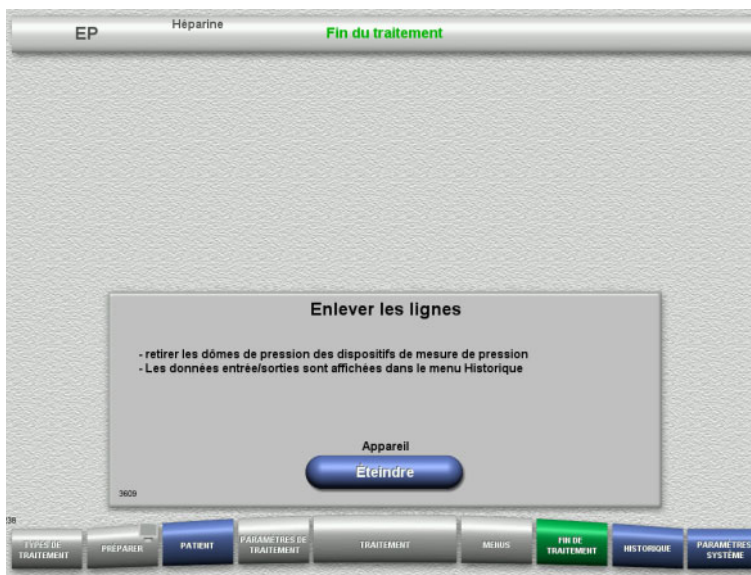 EP
Héparine
Fin du traitement
Enlever les lignes
- retirer les dômes de pression des dispositifs de mesure de pression
- Les données entrée/sorties sont affichées dans le menu Historique
Appareil
Éteindre
3609
TYPES DE
TRAITEMENT
PRÉPARER
PATIENT
PARAMÈTRES DE
TRAITEMENT
TRAITEMENT
MENUS
FIN DE
TRAITEMENT
HISTORIQUE
PARAMÈTRES
SYSTÈME